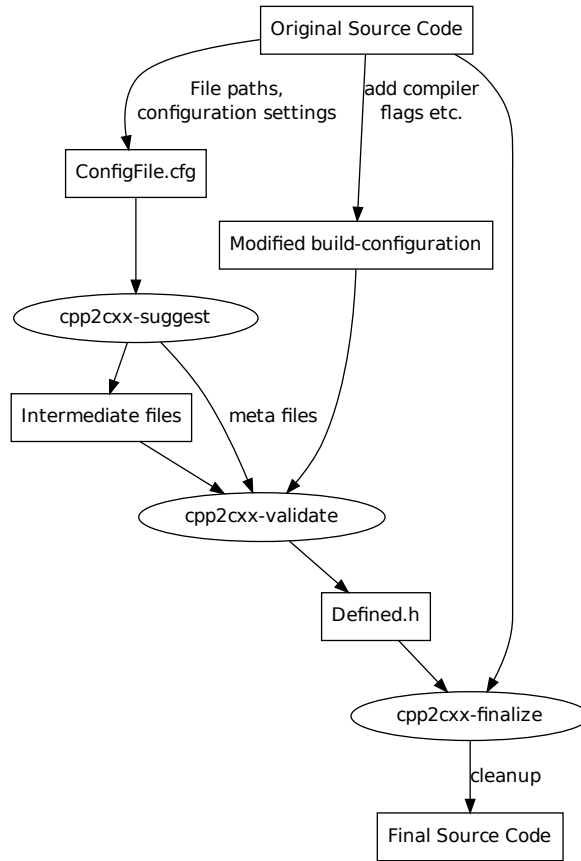 Original Source Code
File paths,
configuration settings
add compiler
flags etc.
ConfigFile.cfg
Modified build-configuration
cpp2cxx-suggest
Intermediate files
meta files
cpp2cxx-validate
Defined.h
cpp2cxx-finalize
cleanup
Final Source Code